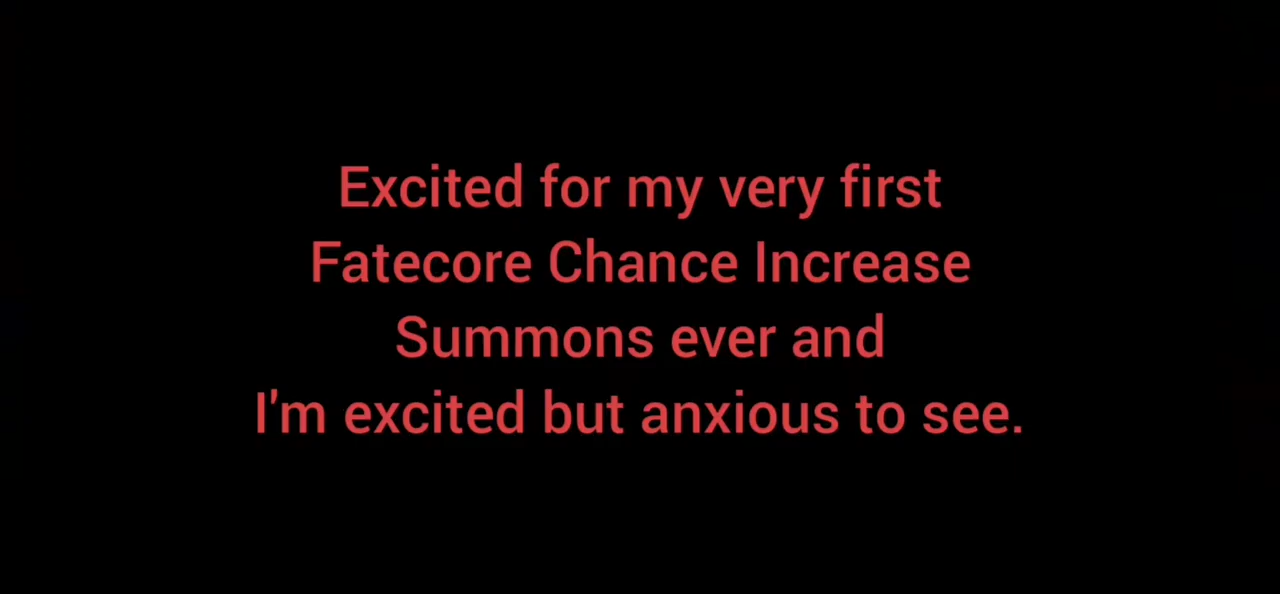 Excited for my very first
Fatecore Chance Increase
Summons ever and
I'm excited but anxious to see.